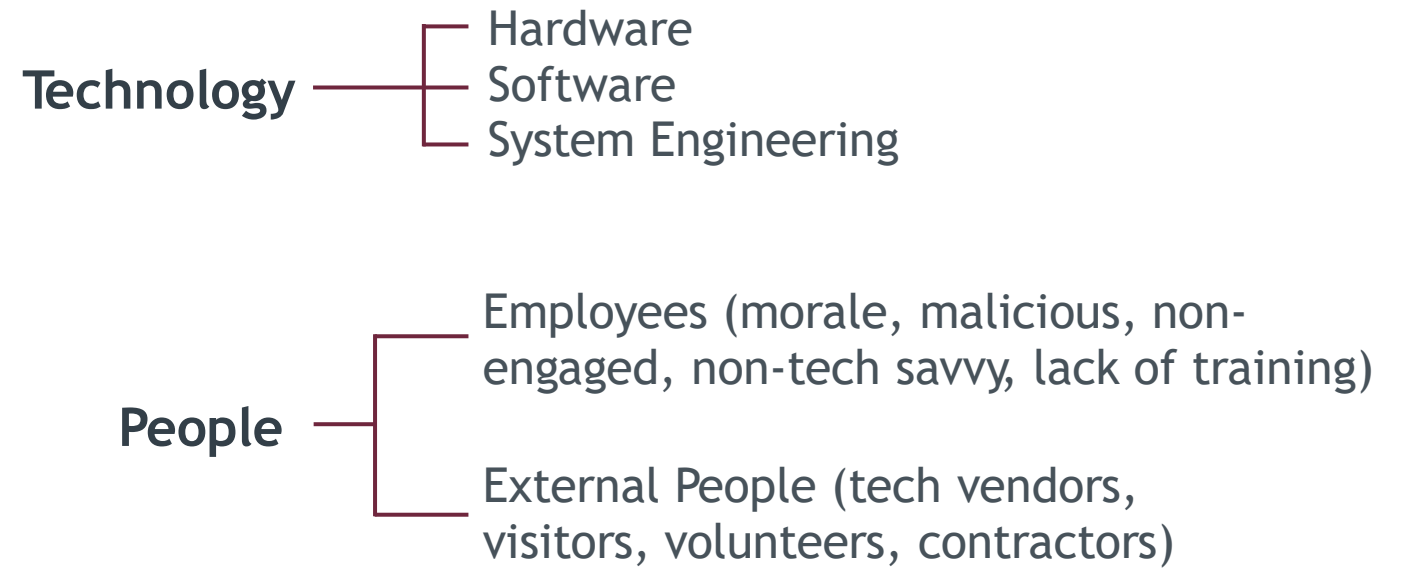 Technology
Hardware
Software
System Engineering
People
Employees (morale, malicious, non-
engaged, non-tech savvy, lack of training)
External People (tech vendors,
visitors, volunteers, contractors)